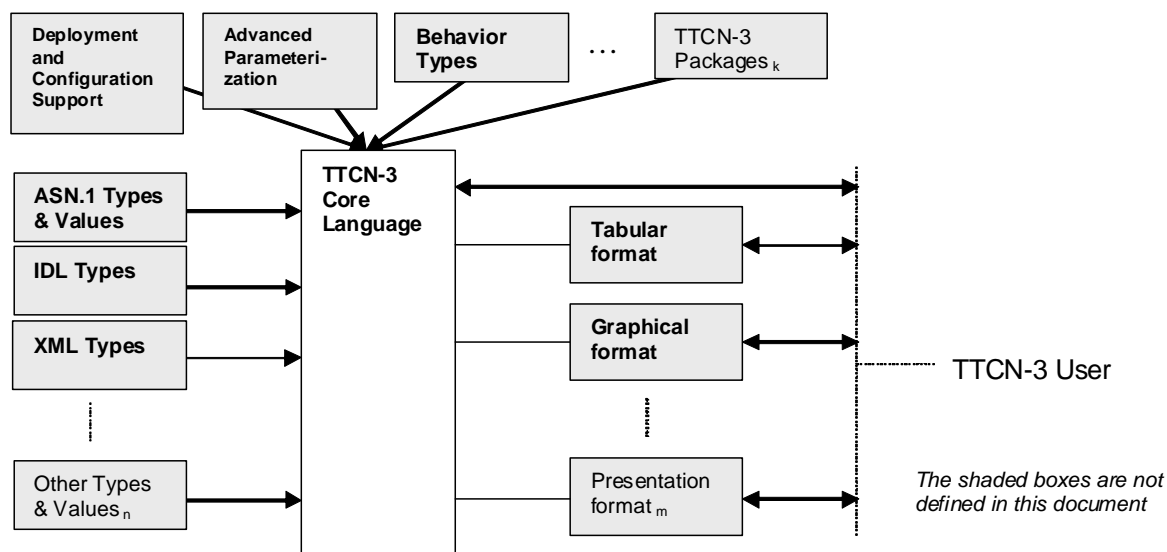 Deployment
and
Configuration
Support
Advanced
Parameteri-
zation
Behavior
Types
...
TTCN-3
Packages k
ASN.1 Types
& Values
IDL Types
XML Types
Other Types
& Values n
TTCN-3
Core
Language
Tabular
format
Graphical
format
Presentation
format m
TTCN-3 User
The shaded boxes are not
defined in this document